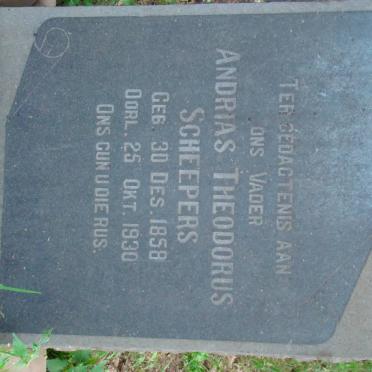 TER GEDACTENIS AAN
ONS VADER
ANDRIAS THEODORUS
SCHEEPERS
GEB. 30 DES. 1858
OORL. 25 OKT. 1930
ONS GUN U DIE RUS.